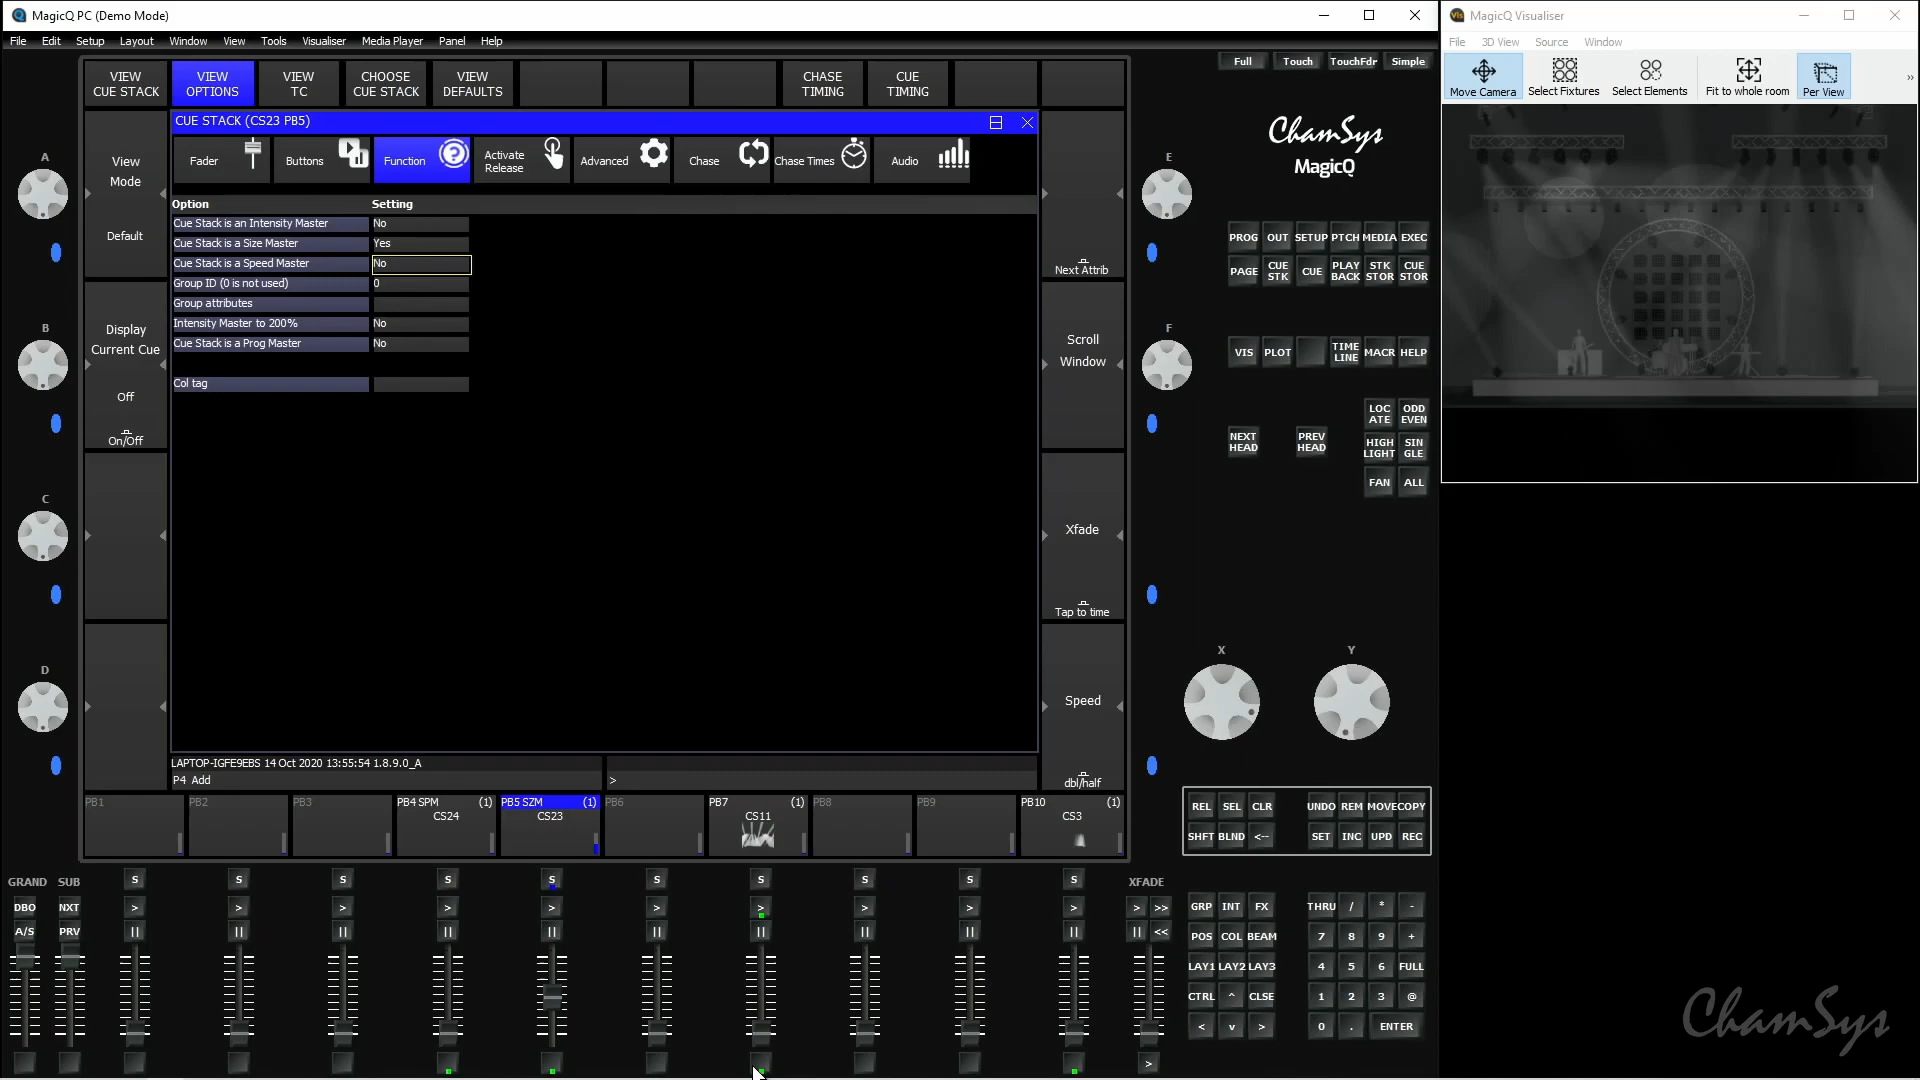 MagicQ PC (Demo Mode)
File Edit Setup Layout Window View Tools Visualiser Media Player Panel Help
VIEW CUE STACK
VIEW OPTIONS
VIEW TC
CHOOSE CUE STACK
VIEW DEFAULTS
CHASE TIMING
CUE TIMING
CUE STACK (CS23 PB5)
Fader
Buttons
Function
Activate Release
Advanced
Chase
Chase Times
Audio
Option Setting
Cue Stack is an Intensity Master No
Cue Stack is a Size Master Yes
Cue Stack is a Speed Master No
Group ID (0 is not used) 0
Group attributes
Intensity Master to 200% No
Cue Stack is a Prog Master No
Col tag
A
View Mode
Default
B
Display Current Cue
Off
On/Off
C
D
Next Attrib
Scroll Window
Xfade
Tap to time
Speed
dbl/half
E
F
LAPTOP-IGFE9EBS 14 Oct 2020 13:55:54 1.8.9.0_A
P4 Add
>
PB1
PB2
PB3
PB4 SPM (1)
CS24
PB5 SZM (1)
CS23
PB6
PB7 (1)
CS11
PB8
PB9
PB10 (1)
CS3
GRAND SUB
DBO NXT
A/S PRV
S S S S S S S S S S
> > > > > > > > > >
XFADE
> >>
<<
>
Full Touch TouchFdr Simple
ChamSys
MagicQ
PROG OUT SETUP PTCH MEDIA EXEC
PAGE CUE STK CUE PLAY BACK STK STOR CUE STOR
VIS PLOT TIME LINE MACR HELP
LOC ATE ODD EVEN
NEXT HEAD PREV HEAD HIGH LIGHT SIN GLE
FAN ALL
X Y
REL SEL CLR UNDO REM MOVE COPY
SHFT BLND <-- SET INC UPD REC
GRP INT FX THRU / * -
POS COL BEAM 7 8 9 +
LAY1 LAY2 LAY3 4 5 6 FULL
CTRL ^ CLSE 1 2 3 @
< v > 0 . ENTER
MagicQ Visualiser
File 3D View Source Window
Move Camera
Select Fixtures
Select Elements
Fit to whole room
Per View
»
ChamSys